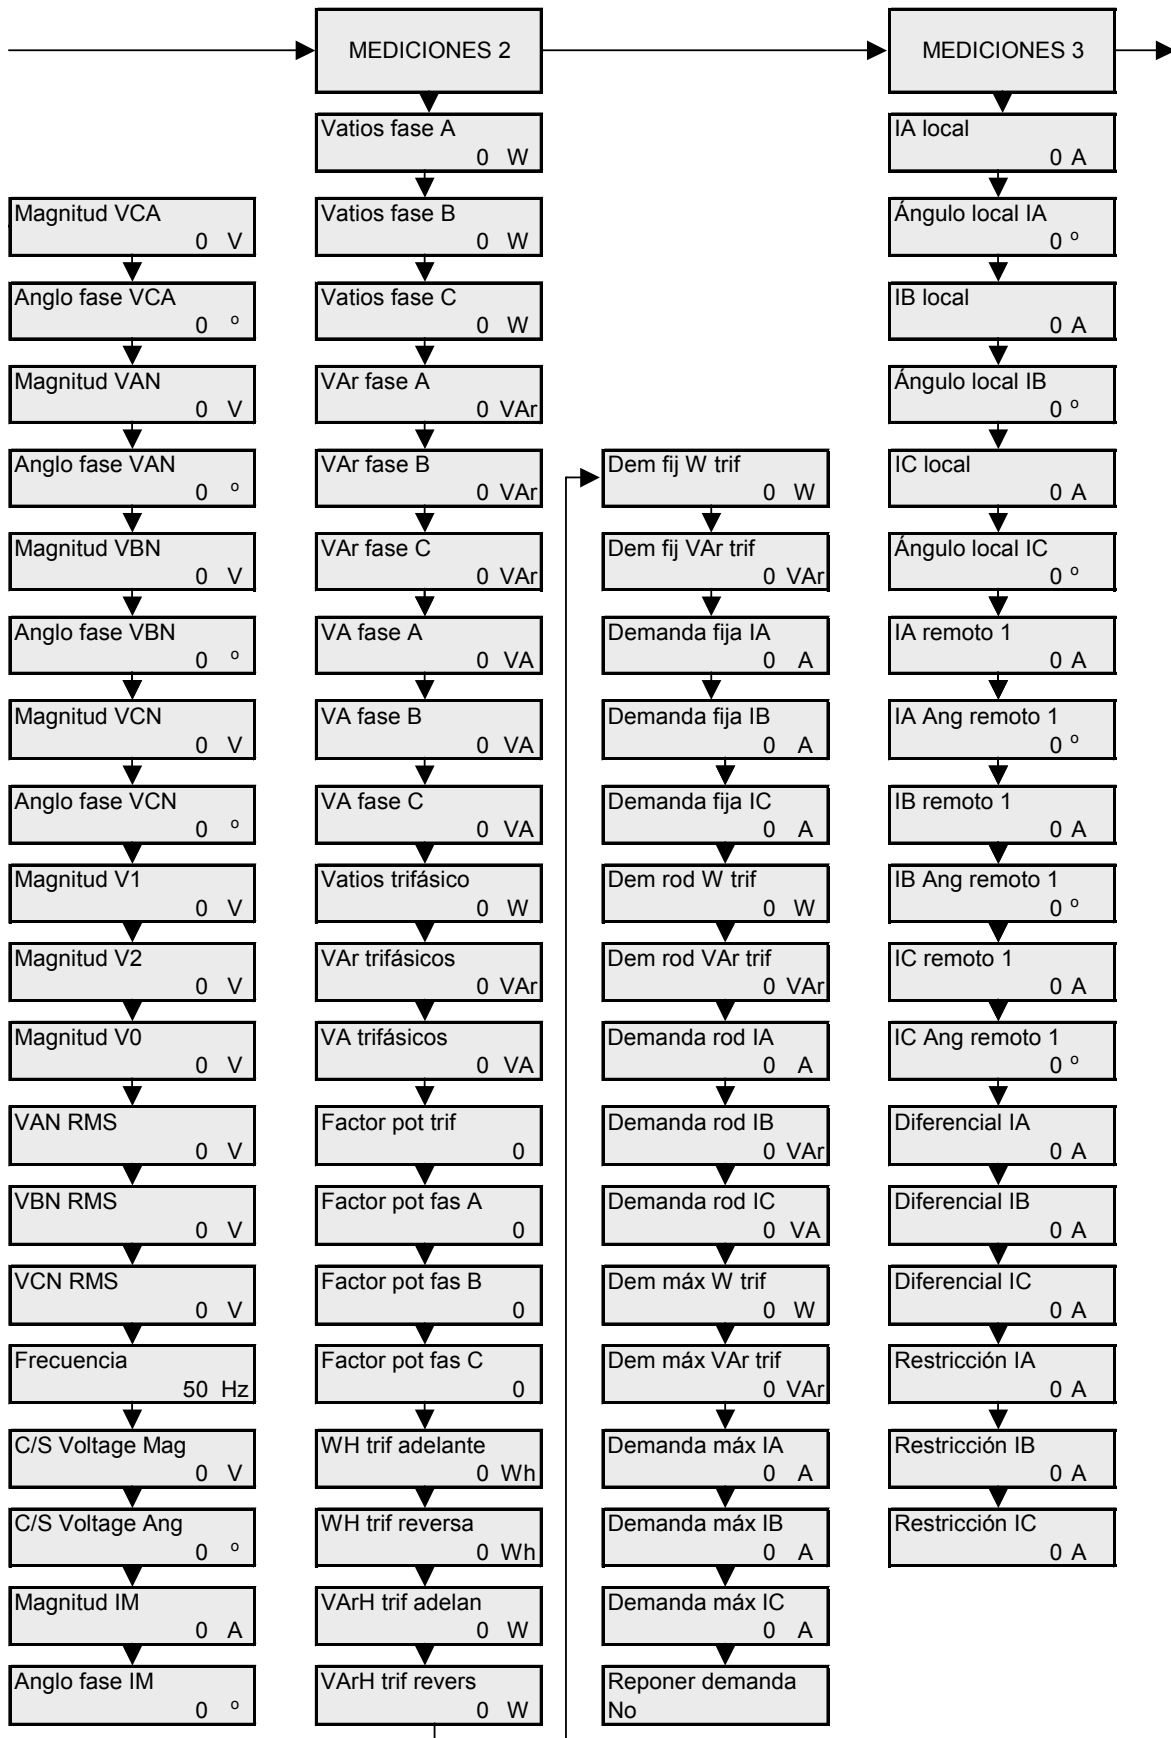 MEDICIONES 2
MEDICIONES 3
Magnitud VCA
0 V
Anglo fase VCA
0 º
Magnitud VAN
0 V
Anglo fase VAN
0 º
Magnitud VBN
0 V
Anglo fase VBN
0 º
Magnitud VCN
0 V
Anglo fase VCN
0 º
Magnitud V1
0 V
Magnitud V2
0 V
Magnitud V0
0 V
VAN RMS
0 V
VBN RMS
0 V
VCN RMS
0 V
Frecuencia
50 Hz
C/S Voltage Mag
0 V
C/S Voltage Ang
0 º
Magnitud IM
0 A
Anglo fase IM
0 º
Vatios fase A
0 W
Vatios fase B
0 W
Vatios fase C
0 W
VAr fase A
0 VAr
VAr fase B
0 VAr
VAr fase C
0 VAr
VA fase A
0 VA
VA fase B
0 VA
VA fase C
0 VA
Vatios trifásico
0 W
VAr trifásicos
0 VAr
VA trifásicos
0 VA
Factor pot trif
0
Factor pot fas A
0
Factor pot fas B
0
Factor pot fas C
0
WH trif adelante
0 Wh
WH trif reversa
0 Wh
VArH trif adelan
0 W
VArH trif revers
0 W
Dem fij W trif
0 W
Dem fij VAr trif
0 VAr
Demanda fija IA
0 A
Demanda fija IB
0 A
Demanda fija IC
0 A
Dem rod W trif
0 W
Dem rod VAr trif
0 VAr
Demanda rod IA
0 A
Demanda rod IB
0 VAr
Demanda rod IC
0 VA
Dem máx W trif
0 W
Dem máx VAr trif
0 VAr
Demanda máx IA
0 A
Demanda máx IB
0 A
Demanda máx IC
0 A
Reponer demanda
No
IA local
0 A
Ángulo local IA
0 º
IB local
0 A
Ángulo local IB
0 º
IC local
0 A
Ángulo local IC
0 º
IA remoto 1
0 A
IA Ang remoto 1
0 º
IB remoto 1
0 A
IB Ang remoto 1
0 º
IC remoto 1
0 A
IC Ang remoto 1
0 º
Diferencial IA
0 A
Diferencial IB
0 A
Diferencial IC
0 A
Restricción IA
0 A
Restricción IB
0 A
Restricción IC
0 A